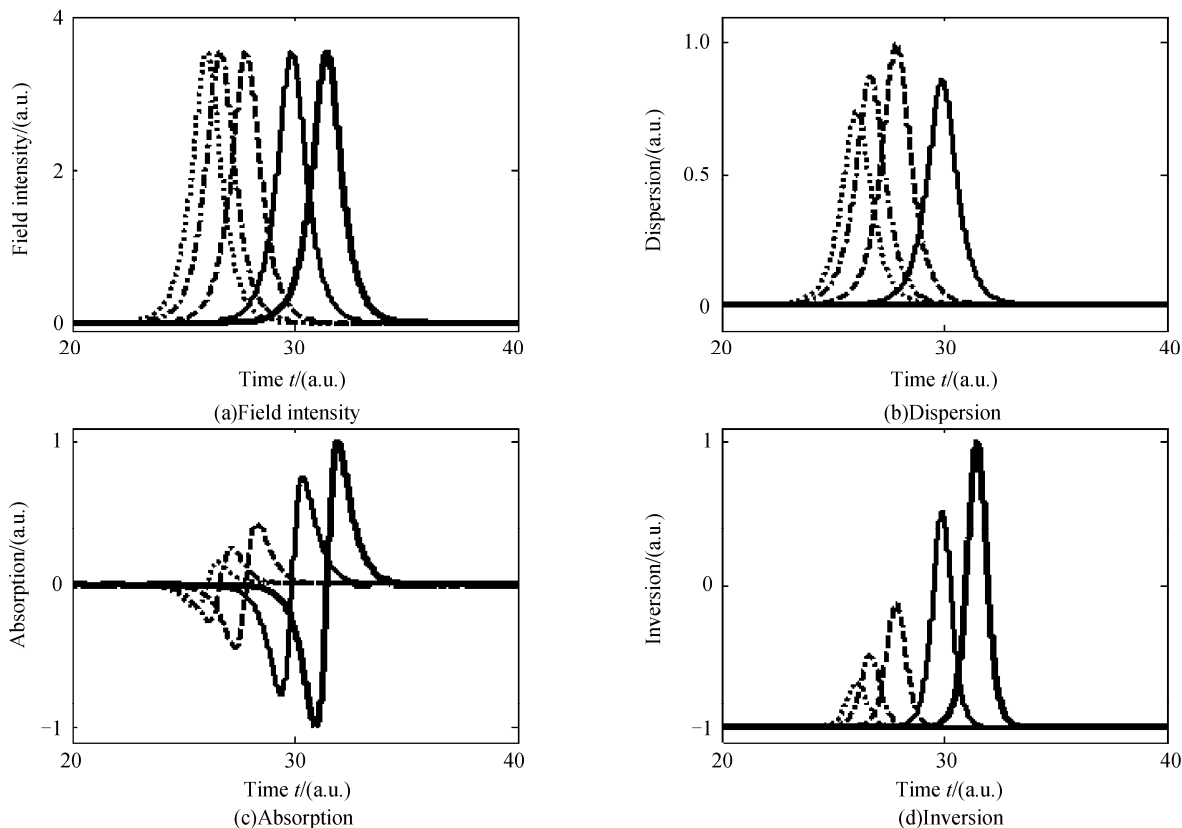 4
2
0
Field intensity/(a.u.)
20 30 40
Time t/(a.u.)
(a)Field intensity
1.0
0.5
0
Dispersion/(a.u.)
20 30 40
Time t/(a.u.)
(b)Dispersion
1
0
−1
Absorption/(a.u.)
20 30 40
Time t/(a.u.)
(c)Absorption
1
0
−1
Inversion/(a.u.)
20 30 40
Time t/(a.u.)
(d)Inversion